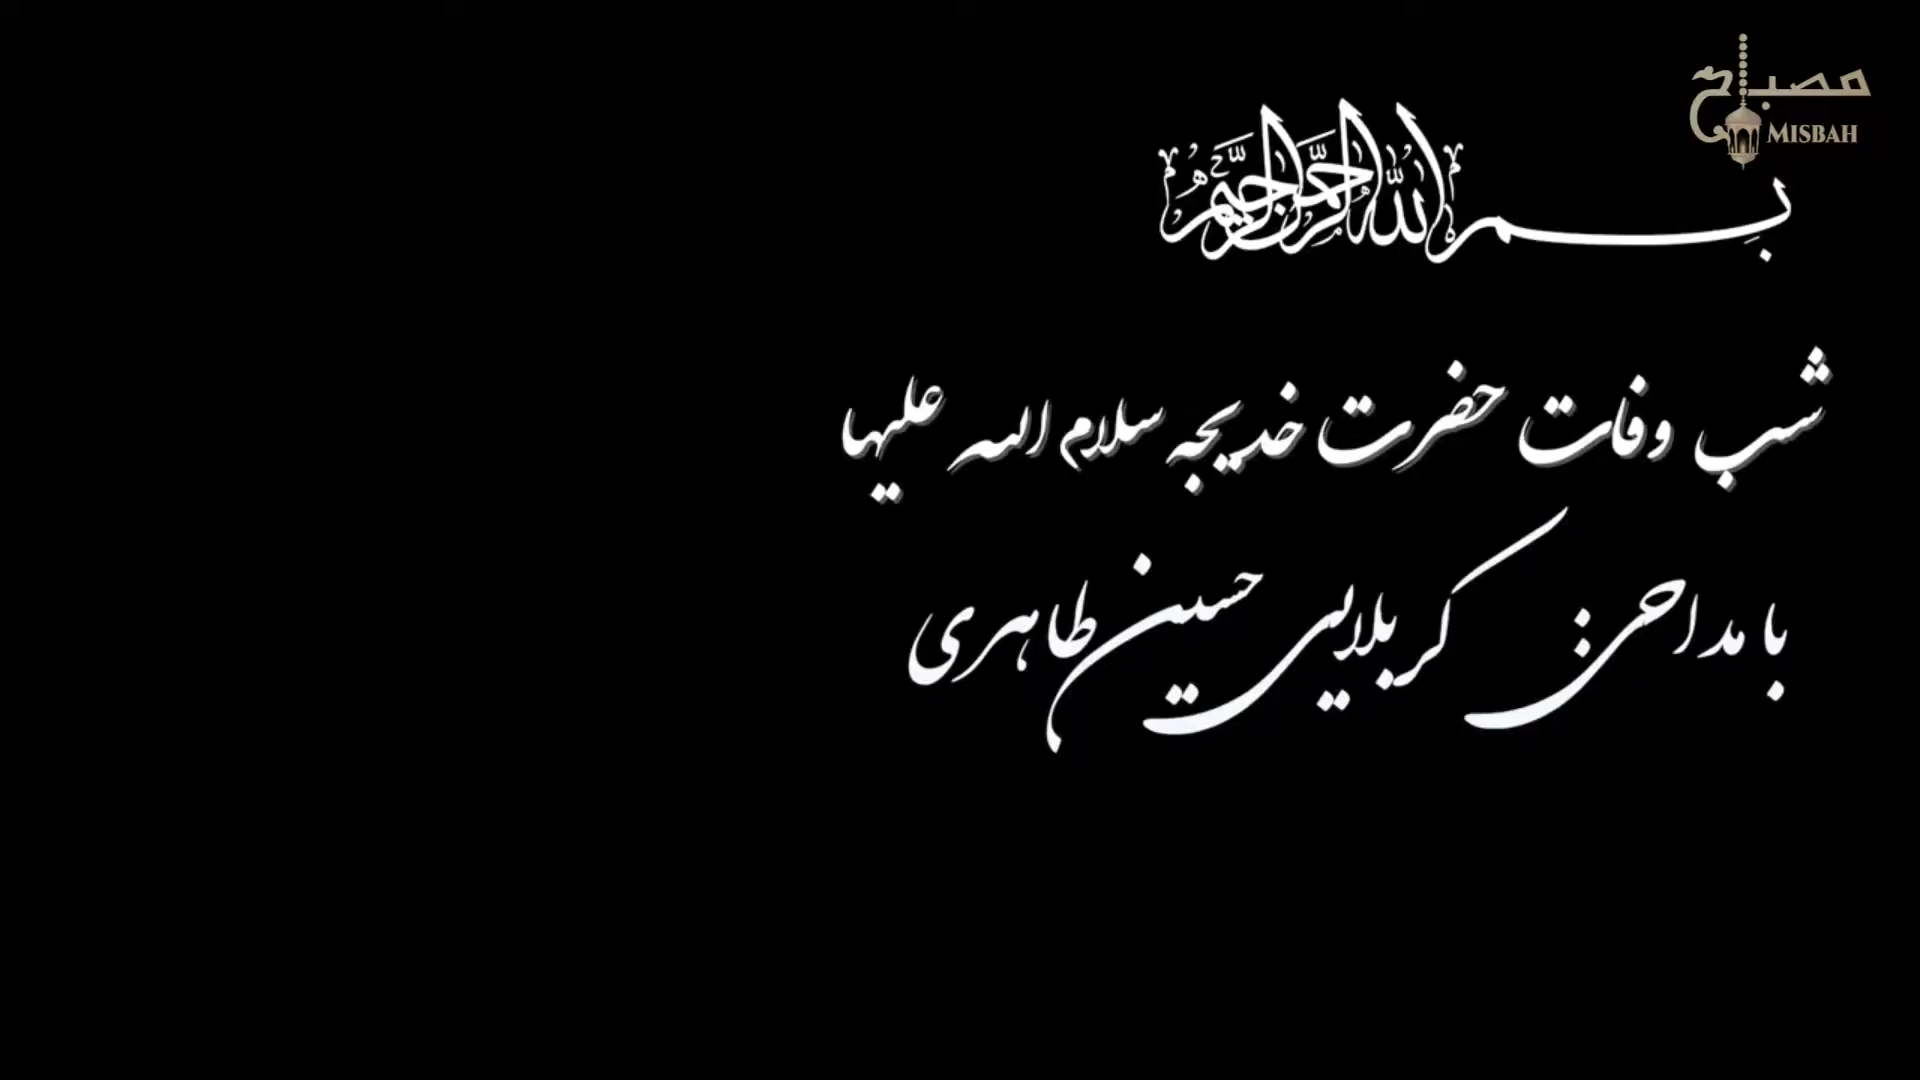 مصباح
MISBAH
بسم الله الرحمن الرحیم
شب وفات حضرت خدیجه سلام الله علیها
با مداحی: کربلایی حسین طاهری